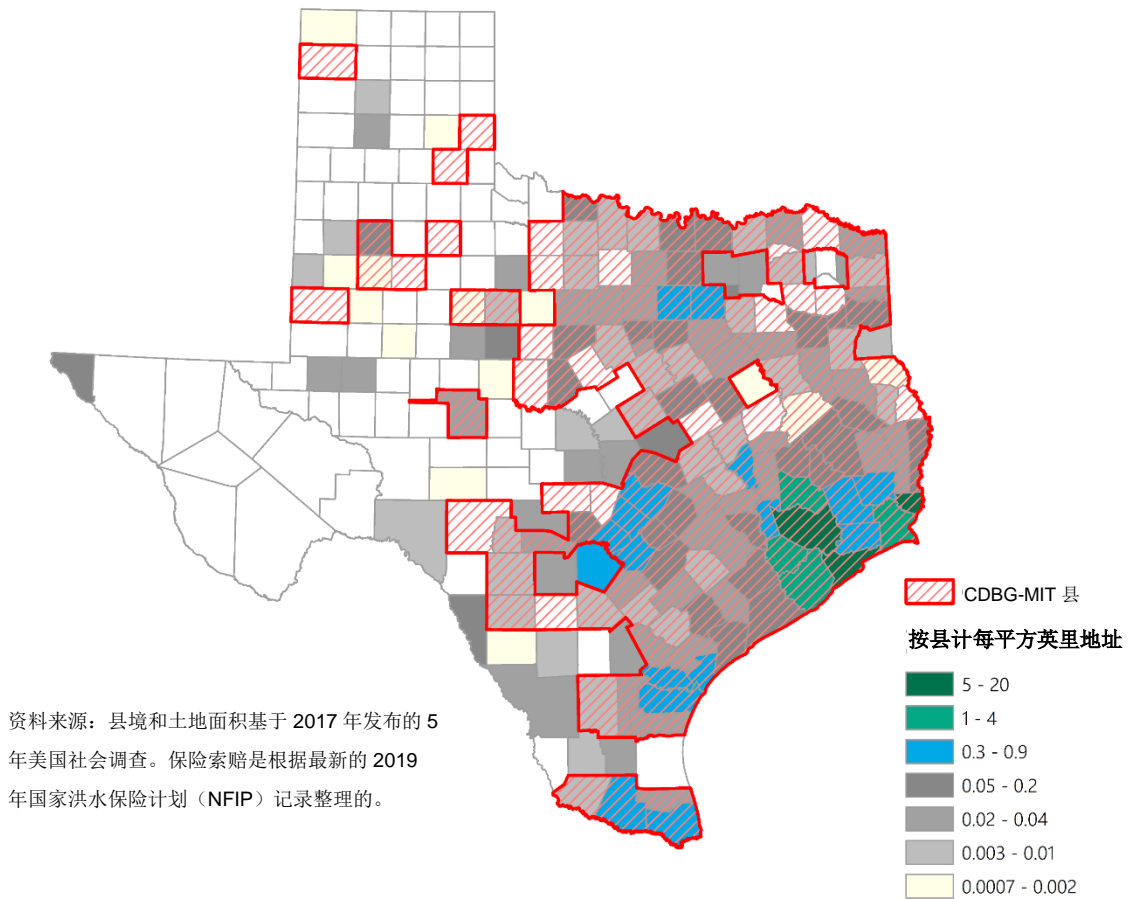 CDBG-MIT 县
按县计每平方英里地址
5 - 20
1 - 4
0.3 - 0.9
0.05 - 0.2
0.02 - 0.04
0.003 - 0.01
0.0007 - 0.002
资料来源：县境和土地面积基于 2017 年发布的 5
年美国社会调查。保险索赔是根据最新的 2019
年国家洪水保险计划（NFIP）记录整理的。